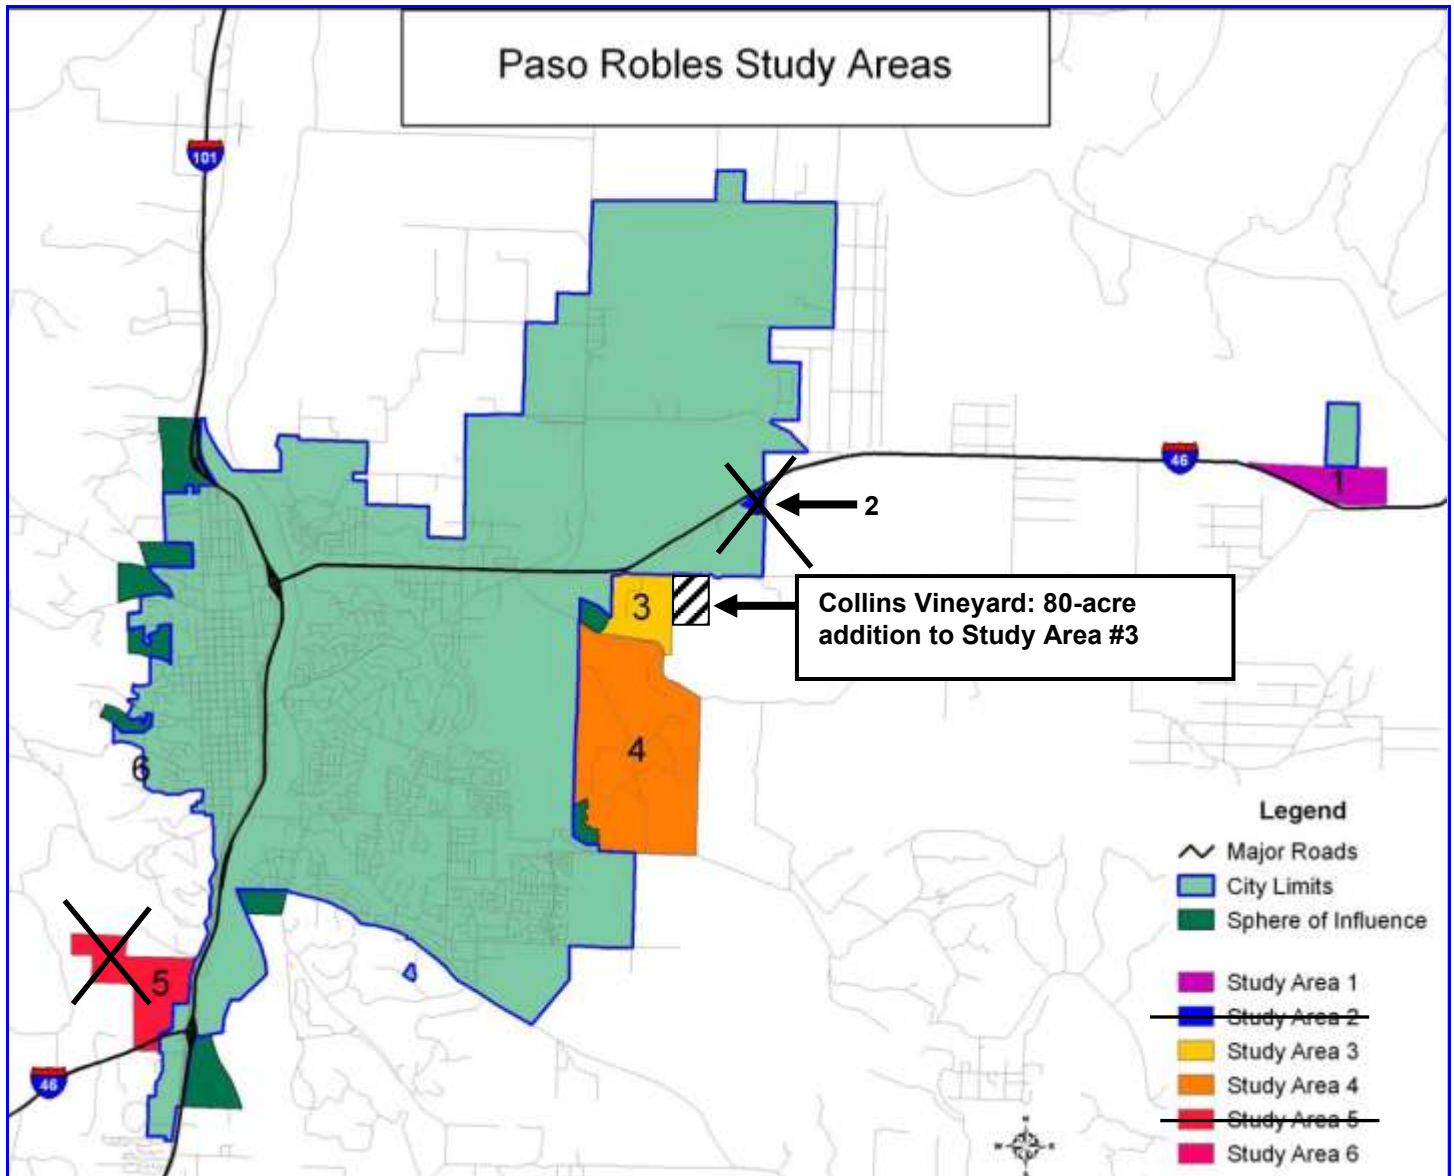 Paso Robles Study Areas
101
46
1
2
3
Collins Vineyard: 80-acre
addition to Study Area #3
4
6
5
46
Legend
Major Roads
City Limits
Sphere of Influence
Study Area 1
Study Area 2
Study Area 3
Study Area 4
Study Area 5
Study Area 6
N
W E
S